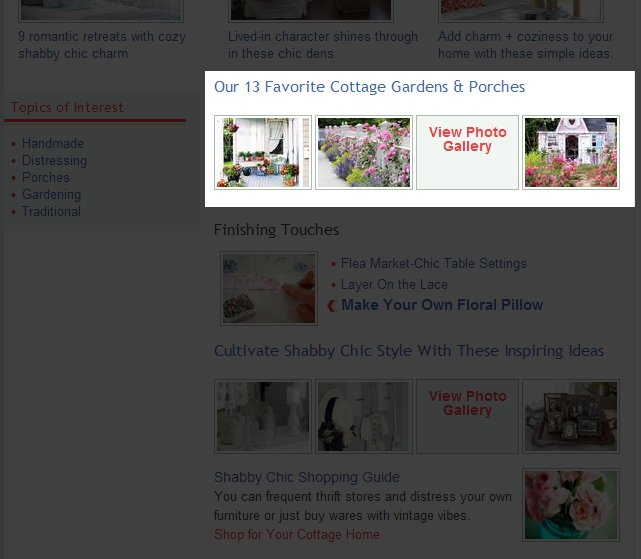 9 romantic retreats with cozy
shabby chic charm
Lived-in character shines through
in these chic dens.
Add charm + coziness to your
home with these simple ideas.
Topics of Interest
• Handmade
• Distressing
• Porches
• Gardening
• Traditional
Our 13 Favorite Cottage Gardens & Porches
View Photo
Gallery
Finishing Touches
• Flea Market-Chic Table Settings
• Layer On the Lace
Make Your Own Floral Pillow
Cultivate Shabby Chic Style With These Inspiring Ideas
View Photo
Gallery
Shabby Chic Shopping Guide
You can frequent thrift stores and distress your own
furniture or just buy wares with vintage vibes.
Shop for Your Cottage Home